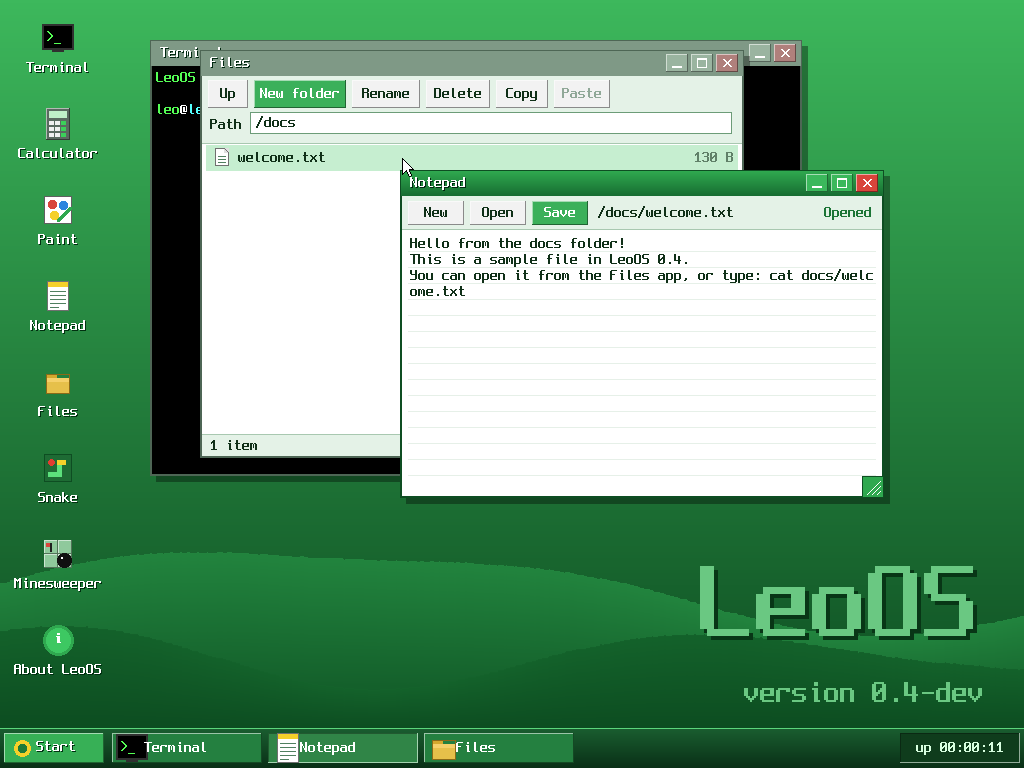 Terminal
Calculator
Paint
Notepad
Files
Snake
Minesweeper
About LeoOS
LeoOS
Files
Up
New folder
Rename
Delete
Copy
Paste
Path
/docs
welcome.txt
130 B
1 item
Notepad
New
Open
Save
/docs/welcome.txt
Opened
Hello from the docs folder!
This is a sample file in LeoOS 0.4.
You can open it from the Files app, or type: cat docs/welc
ome.txt
LeoOS
version 0.4-dev
Start
Terminal
Notepad
Files
up 00:00:11